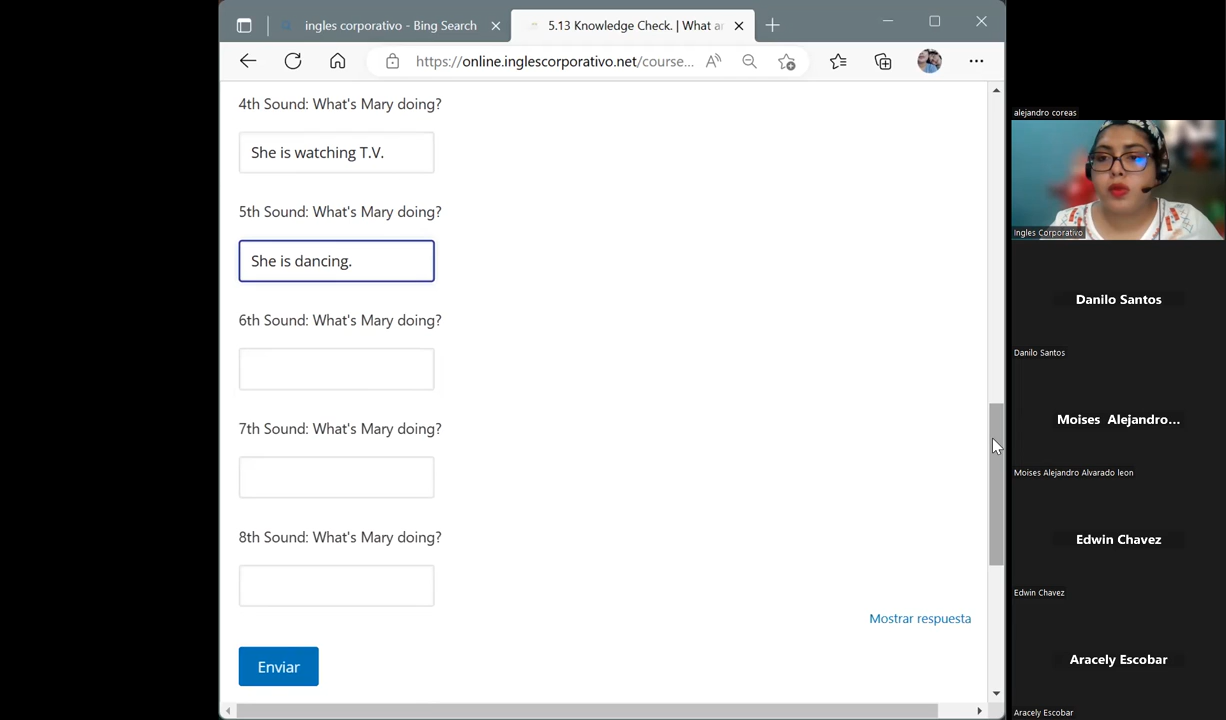 ingles corporativo - Bing Search
5.13 Knowledge Check. | What ar
https://online.inglescorporativo.net/course...
4th Sound: What's Mary doing?
She is watching T.V.
5th Sound: What's Mary doing?
She is dancing.
6th Sound: What's Mary doing?
7th Sound: What's Mary doing?
8th Sound: What's Mary doing?
Mostrar respuesta
Enviar
alejandro coreas
Ingles Corporativo
Danilo Santos
Danilo Santos
Moises Alejandro...
Moises Alejandro Alvarado leon
Edwin Chavez
Edwin Chavez
Aracely Escobar
Aracely Escobar